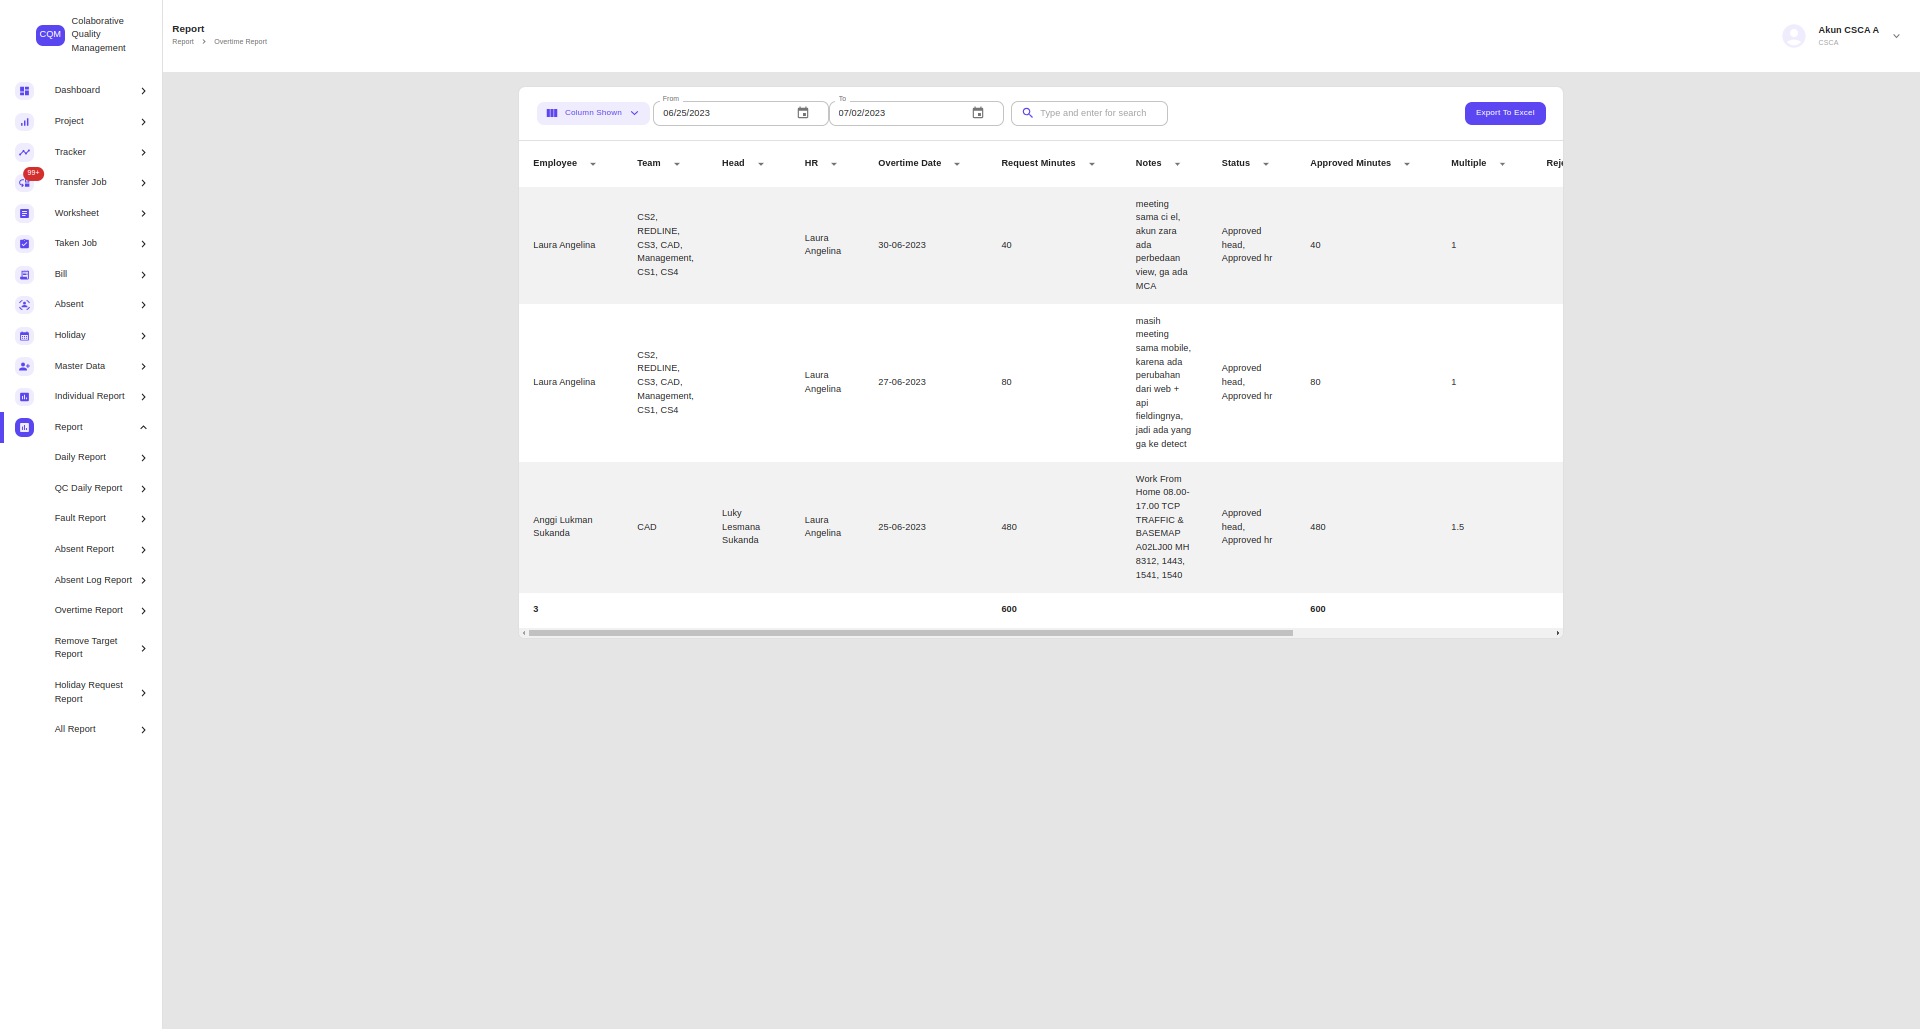 CQM
Colaborative
Quality
Management
Report
Report > Overtime Report
Akun CSCA A
CSCA
Dashboard
Project
Tracker
99+
Transfer Job
Worksheet
Taken Job
Bill
Absent
Holiday
Master Data
Individual Report
Report
Daily Report
QC Daily Report
Fault Report
Absent Report
Absent Log Report
Overtime Report
Remove Target
Report
Holiday Request
Report
All Report
Column Shown
From
06/25/2023
To
07/02/2023
Type and enter for search
Export To Excel
Employee Team Head HR Overtime Date Request Minutes Notes Status Approved Minutes Multiple
Laura Angelina
CS2,
REDLINE,
CS3, CAD,
Management,
CS1, CS4
Laura
Angelina
30-06-2023
40
meeting
sama ci el,
akun zara
ada
perbedaan
view, ga ada
MCA
Approved
head,
Approved hr
40
1
Laura Angelina
CS2,
REDLINE,
CS3, CAD,
Management,
CS1, CS4
Laura
Angelina
27-06-2023
80
masih
meeting
sama mobile,
karena ada
perubahan
dari web +
api
fieldingnya,
jadi ada yang
ga ke detect
Approved
head,
Approved hr
80
1
Anggi Lukman
Sukanda
CAD
Luky
Lesmana
Sukanda
Laura
Angelina
25-06-2023
480
Work From
Home 08.00-
17.00 TCP
TRAFFIC &
BASEMAP
A02LJ00 MH
8312, 1443,
1541, 1540
Approved
head,
Approved hr
480
1.5
3 600 600